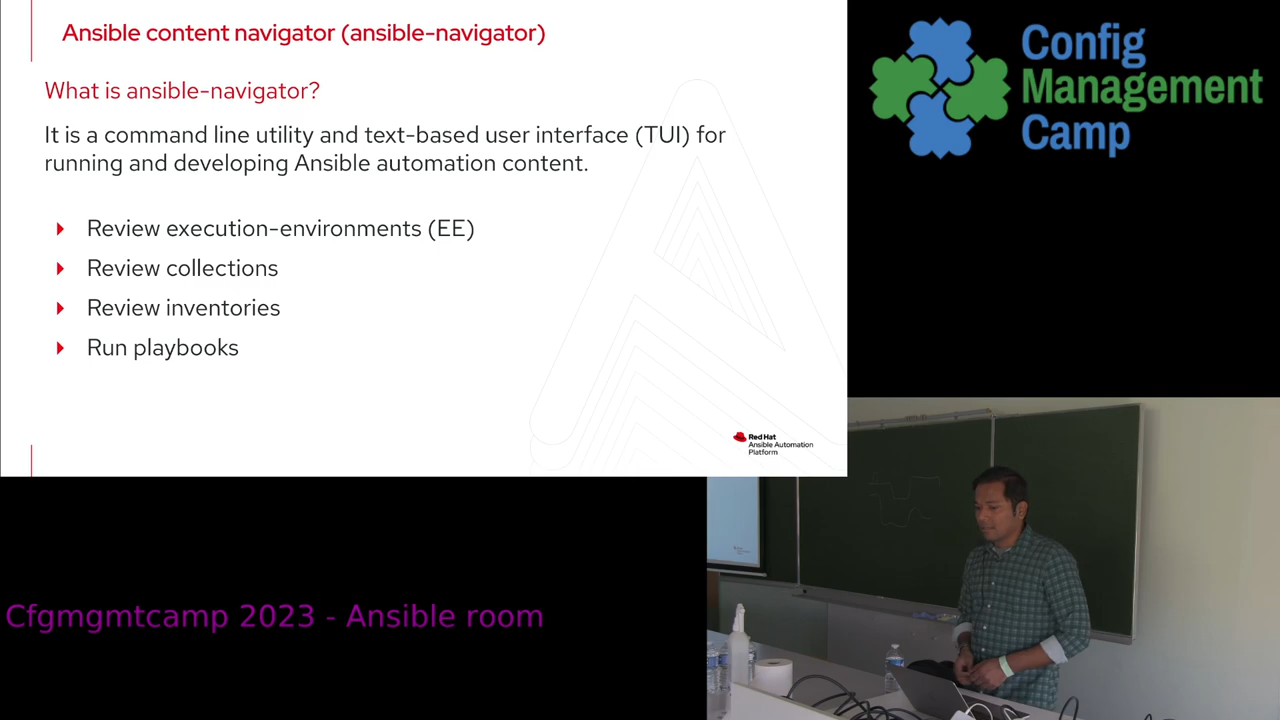 Ansible content navigator (ansible-navigator)
What is ansible-navigator?
It is a command line utility and text-based user interface (TUI) for
running and developing Ansible automation content.
Review execution-environments (EE)
Review collections
Review inventories
Run playbooks
Red Hat
Ansible Automation
Platform
Config
Management
Camp
Cfgmgmtcamp 2023 - Ansible room